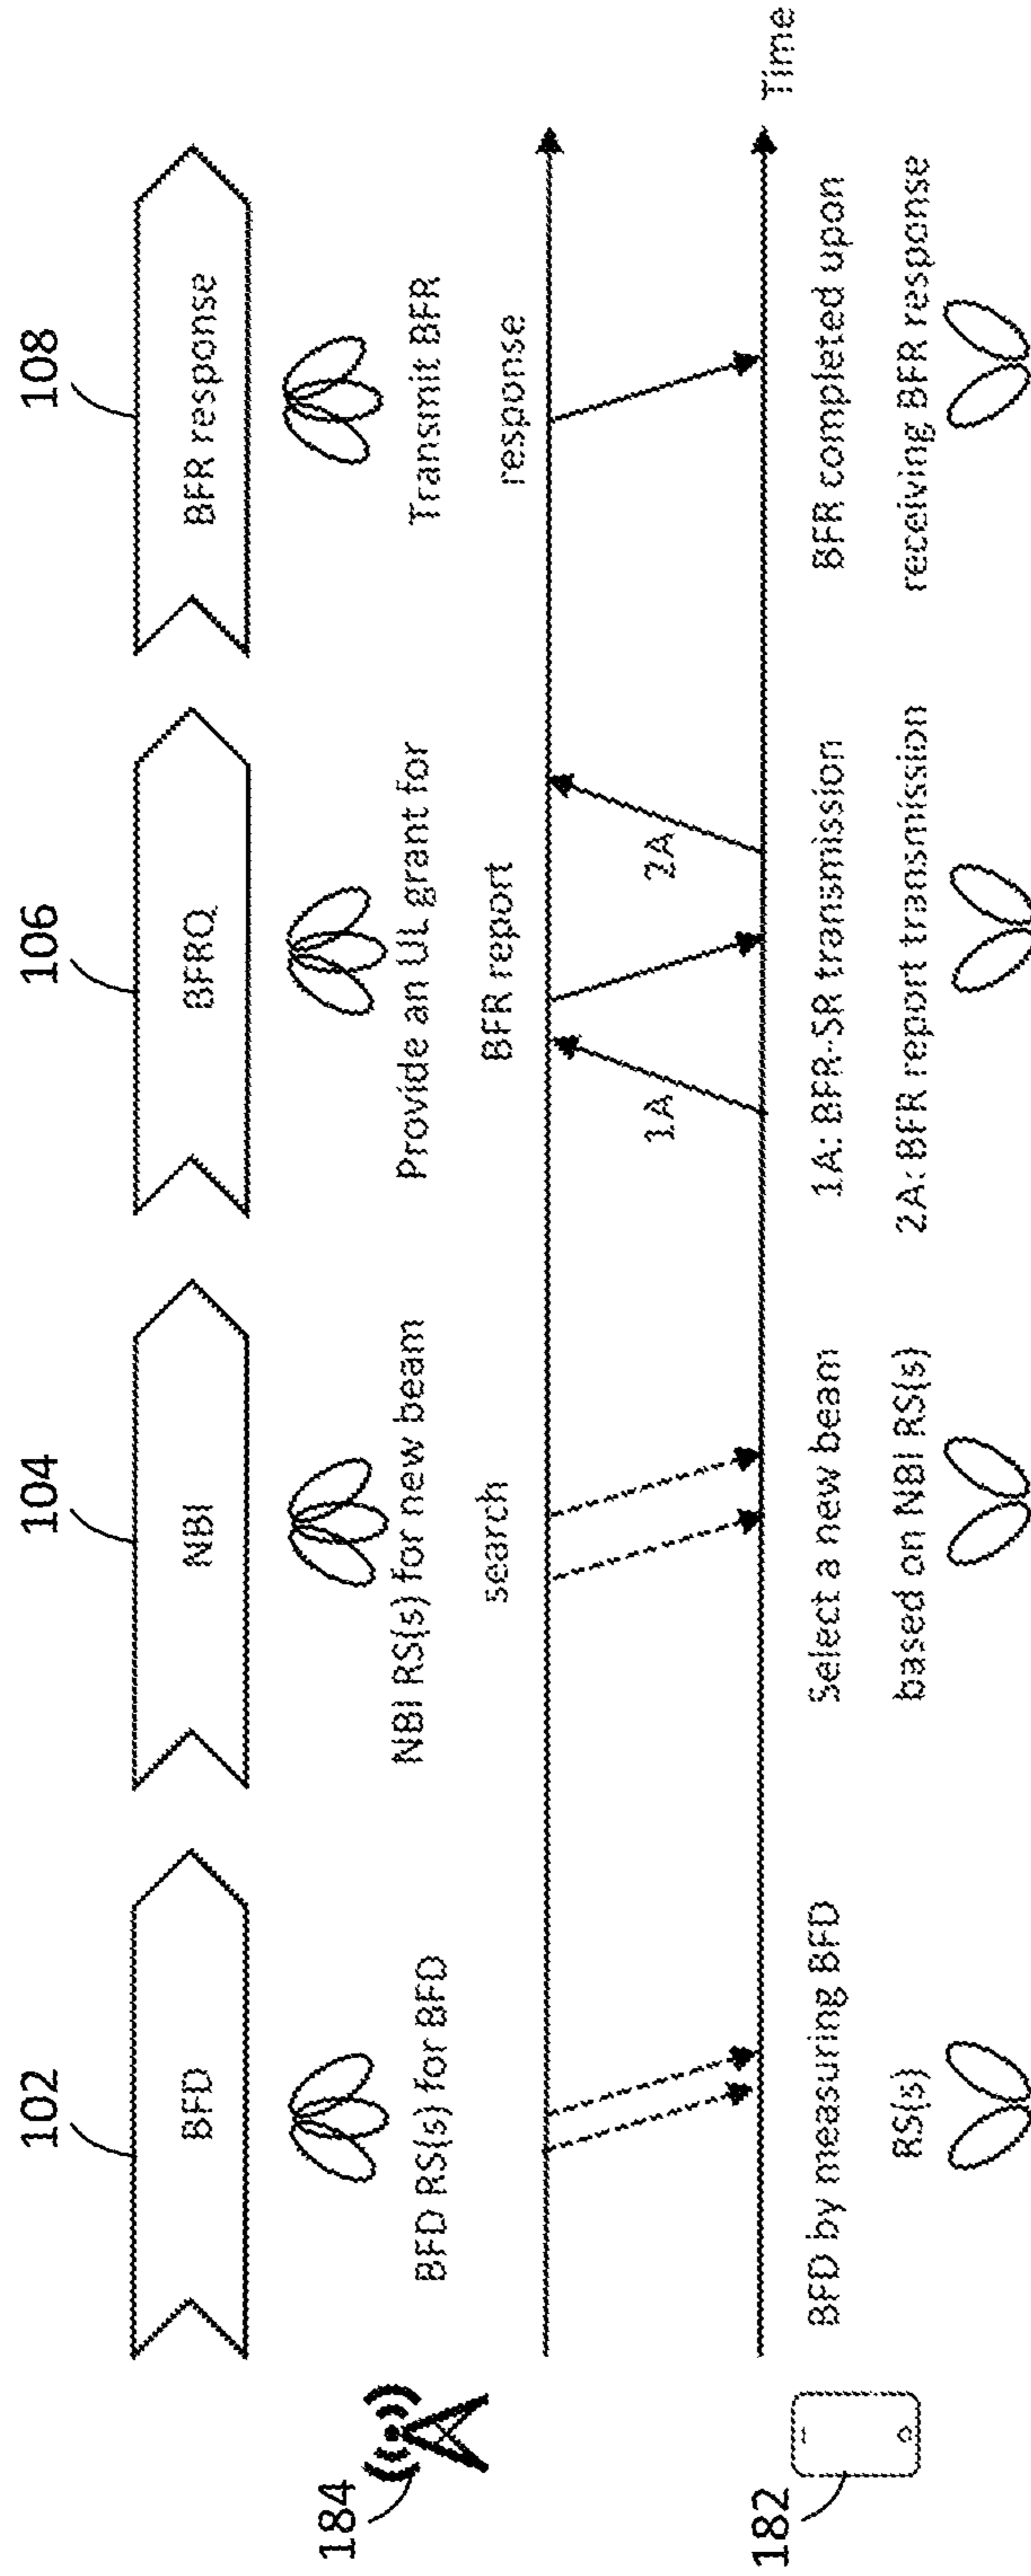 102
104
106
108
BFD
NBI
BFRQ
BFR response
184
BFD RS(s) for BFD
NBI RS(s) for new beam
search
Provide an UL grant for
BFR report
Transmit BFR
response
1A
2A
Time
182
BFD by measuring BFD
RS(s)
Select a new beam
based on NBI RS(s)
1A: BFR-SR transmission
2A: BFR report transmission
BFR completed upon
receiving BFR response